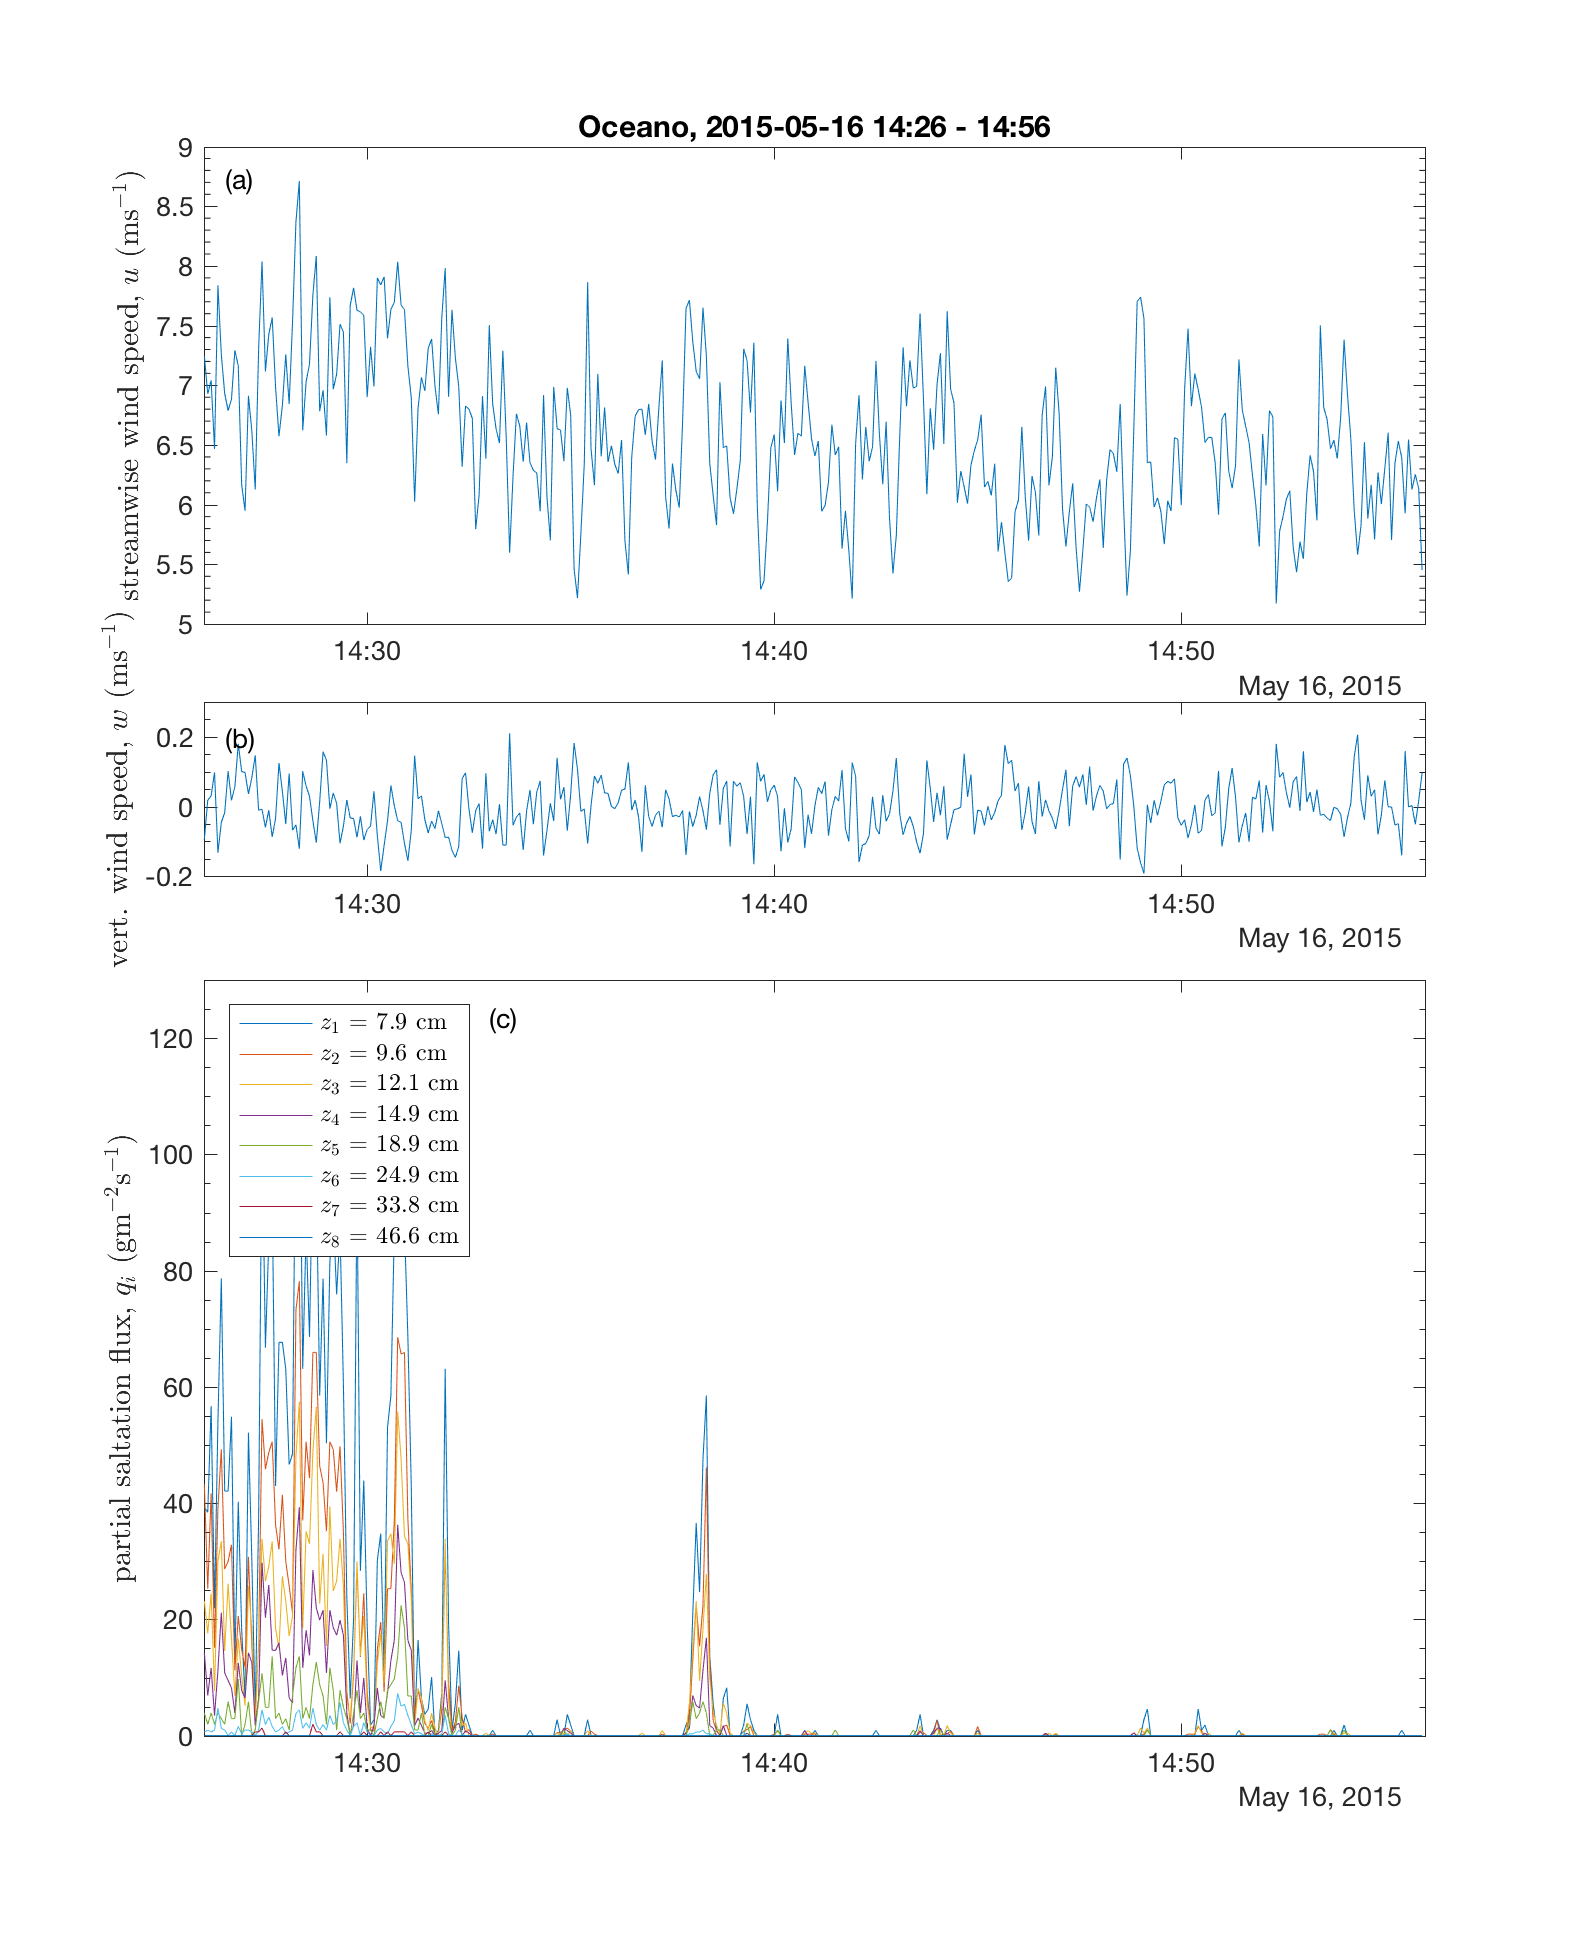 Oceano, 2015-05-16 14:26 - 14:56
(a)
streamwise wind speed, u (ms⁻¹)
9
8.5
8
7.5
7
6.5
6
5.5
5
14:30 14:40 14:50
May 16, 2015
(b)
vert. wind speed, w (ms⁻¹)
0.2
0
-0.2
14:30 14:40 14:50
May 16, 2015
(c)
partial saltation flux, qᵢ (gm⁻²s⁻¹)
120
100
80
60
40
20
0
z₁ = 7.9 cm
z₂ = 9.6 cm
z₃ = 12.1 cm
z₄ = 14.9 cm
z₅ = 18.9 cm
z₆ = 24.9 cm
z₇ = 33.8 cm
z₈ = 46.6 cm
14:30 14:40 14:50
May 16, 2015